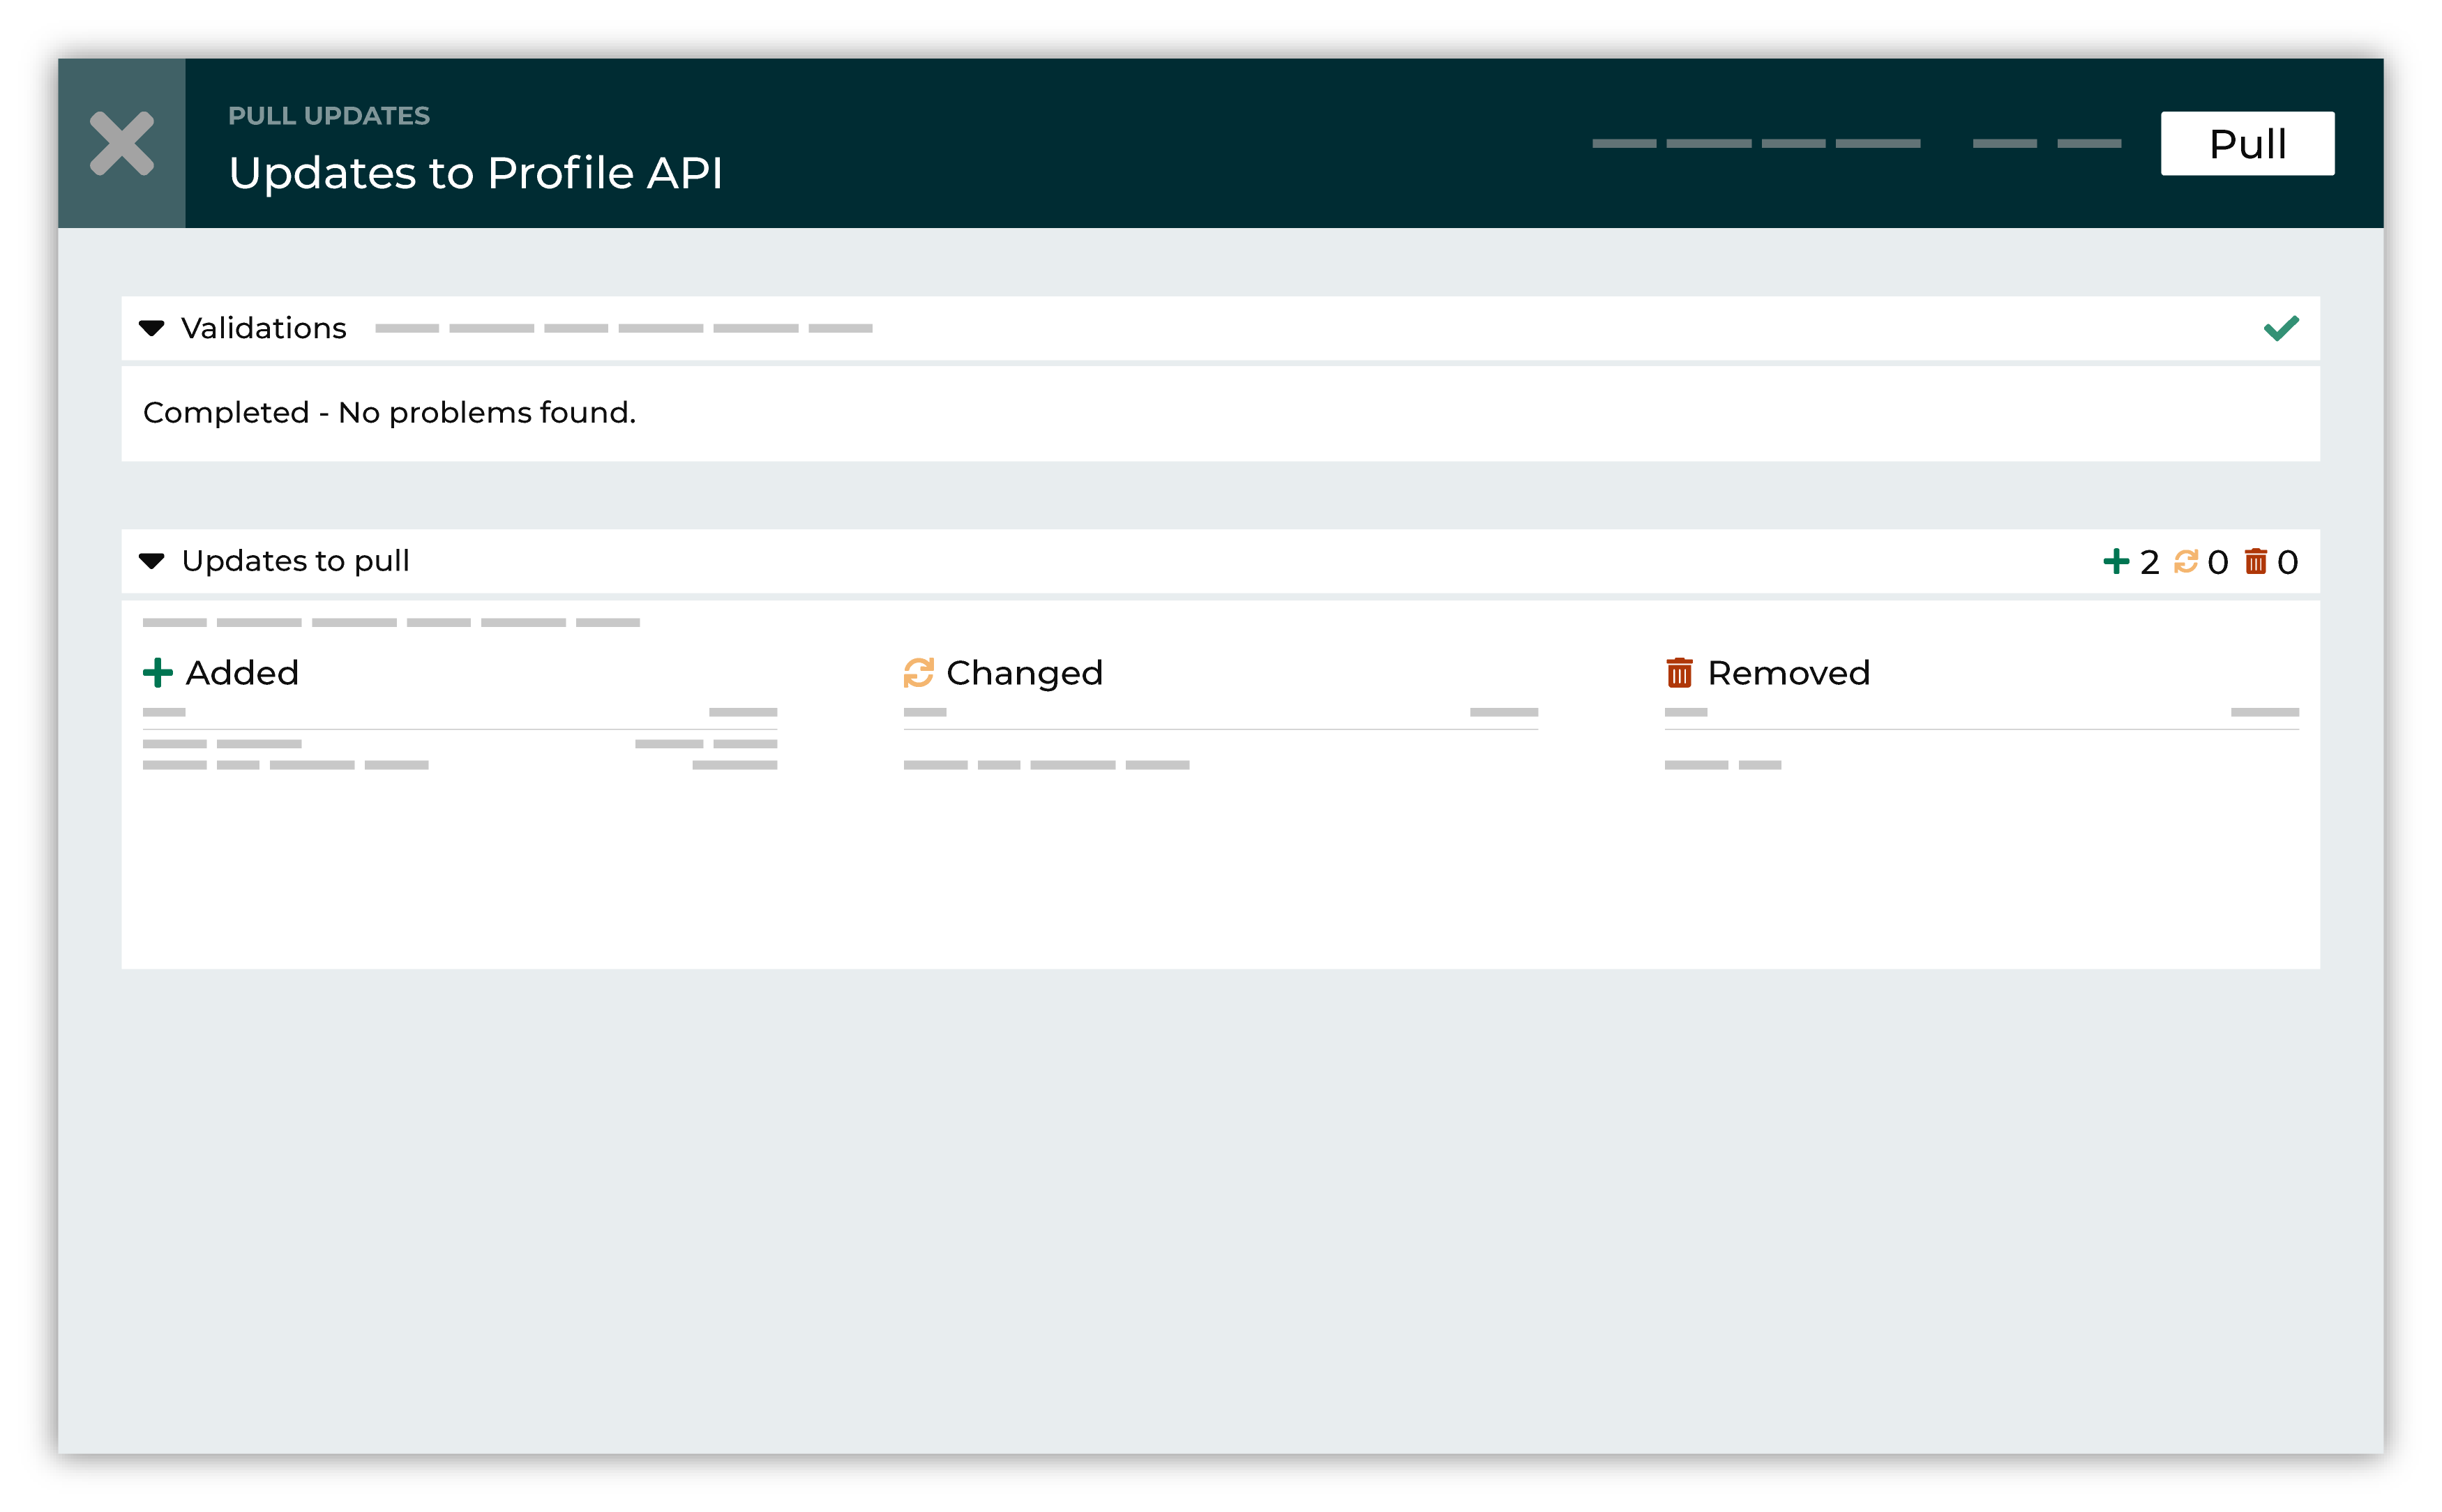 PULL UPDATES
Updates to Profile API
Pull
Validations
Completed - No problems found.
Updates to pull
2 0 0
Added
Changed
Removed